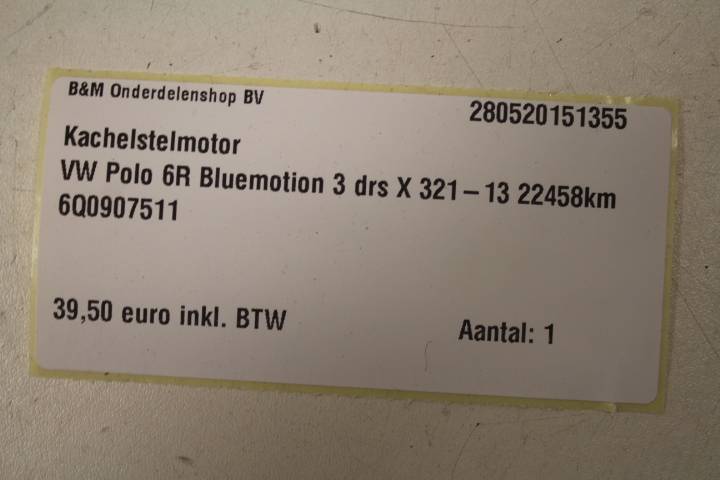 B&M Onderdelenshop BV
280520151355
Kachelstelmotor
VW Polo 6R Bluemotion 3 drs X 321-13 22458km
6Q0907511
39,50 euro inkl. BTW
Aantal: 1